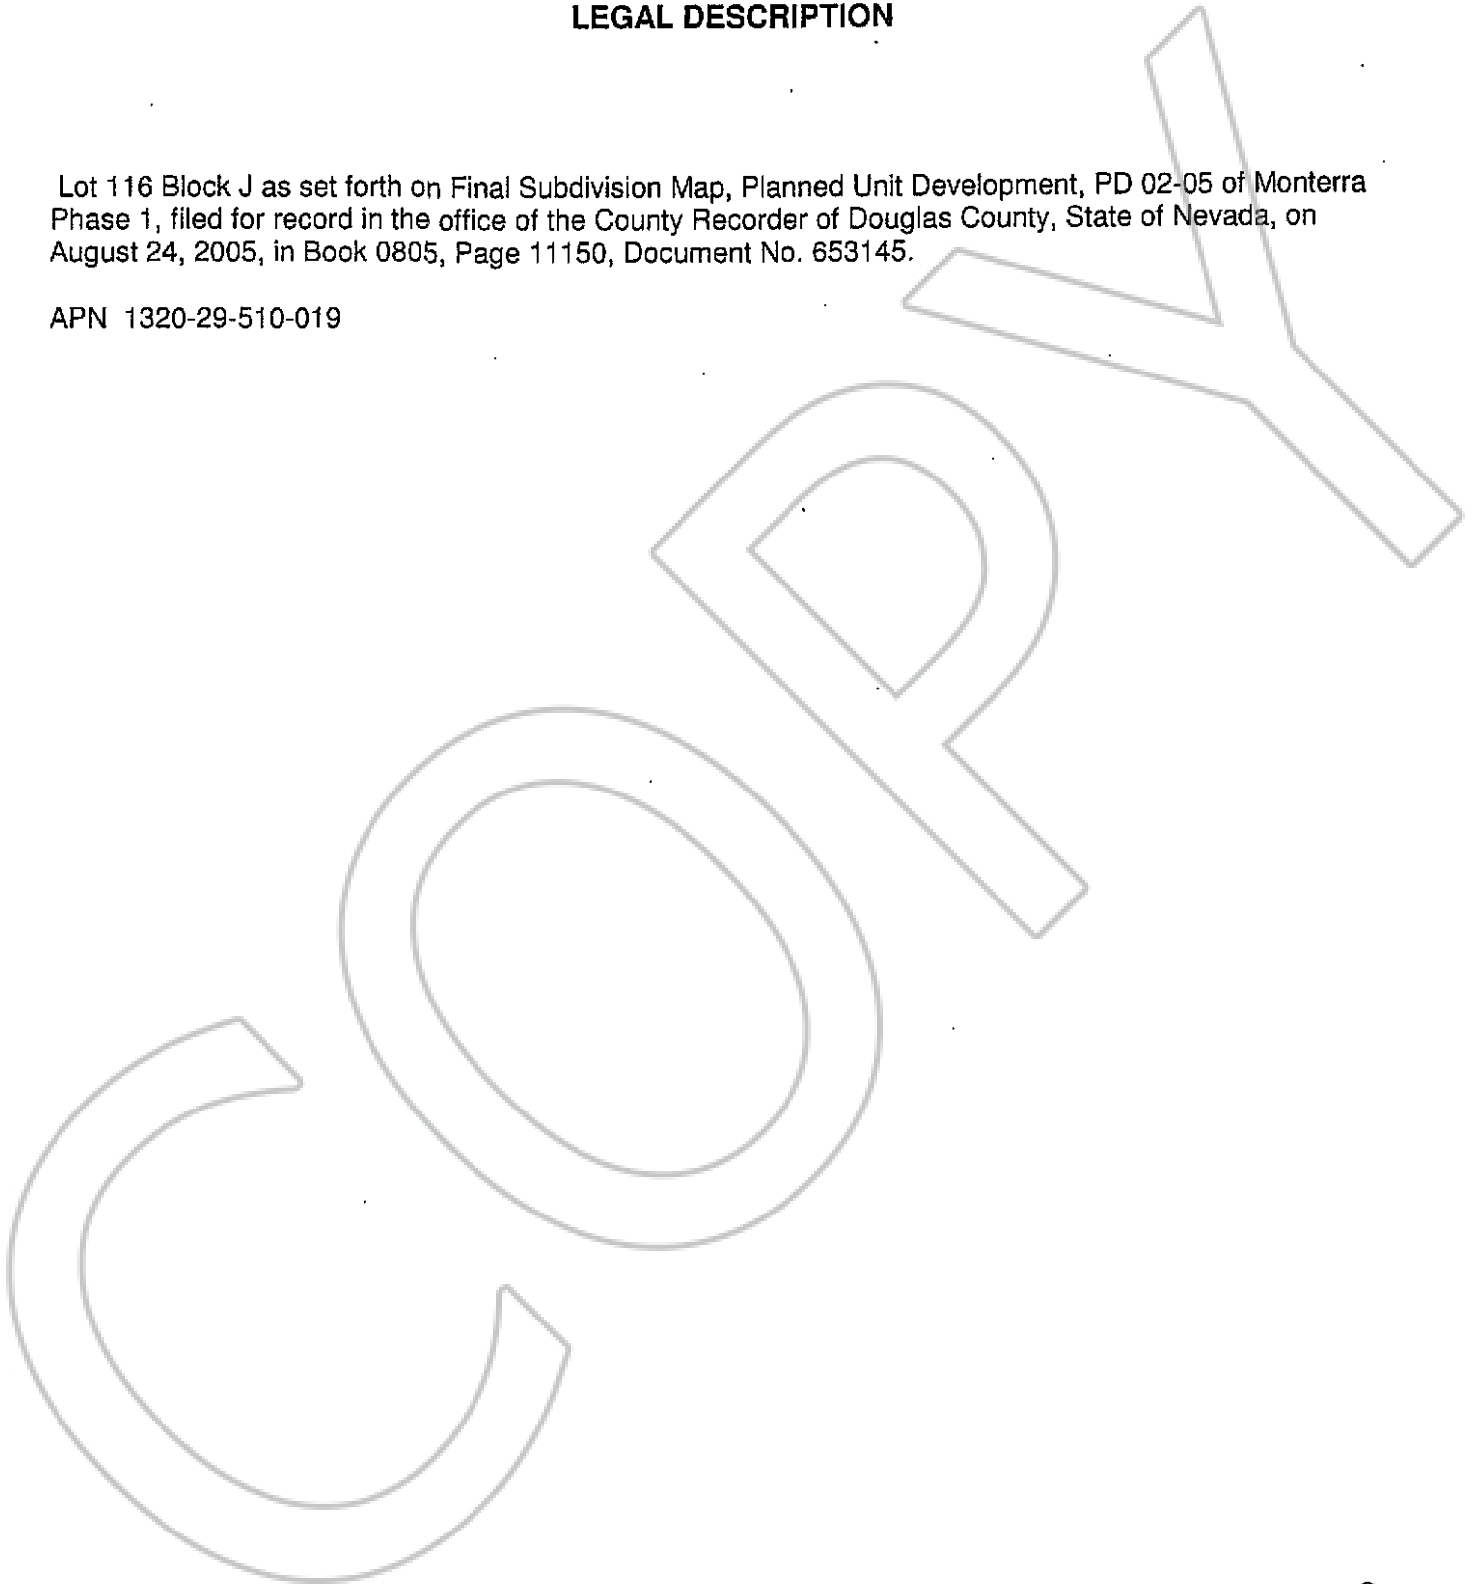 LEGAL DESCRIPTION
Lot 116 Block J as set forth on Final Subdivision Map, Planned Unit Development, PD 02-05 of Monterra
Phase 1, filed for record in the office of the County Recorder of Douglas County, State of Nevada, on
August 24, 2005, in Book 0805, Page 11150, Document No. 653145.
APN 1320-29-510-019
COPY